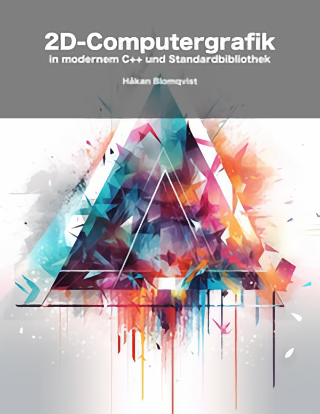 2D-Computergrafik
in modernem C++ und Standardbibliothek
Håkan Blomqvist